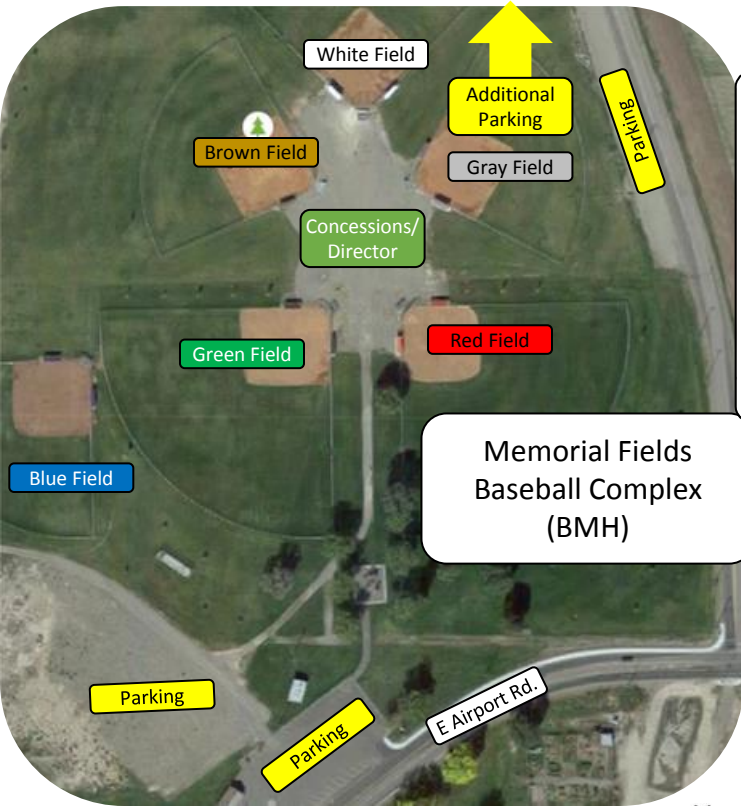 White Field
Additional
Parking
Parking
Brown Field
Gray Field
Concessions/
Director
Green Field
Red Field
Blue Field
Memorial Fields
Baseball Complex
(BMH)
Parking
Parking
E Airport Rd.